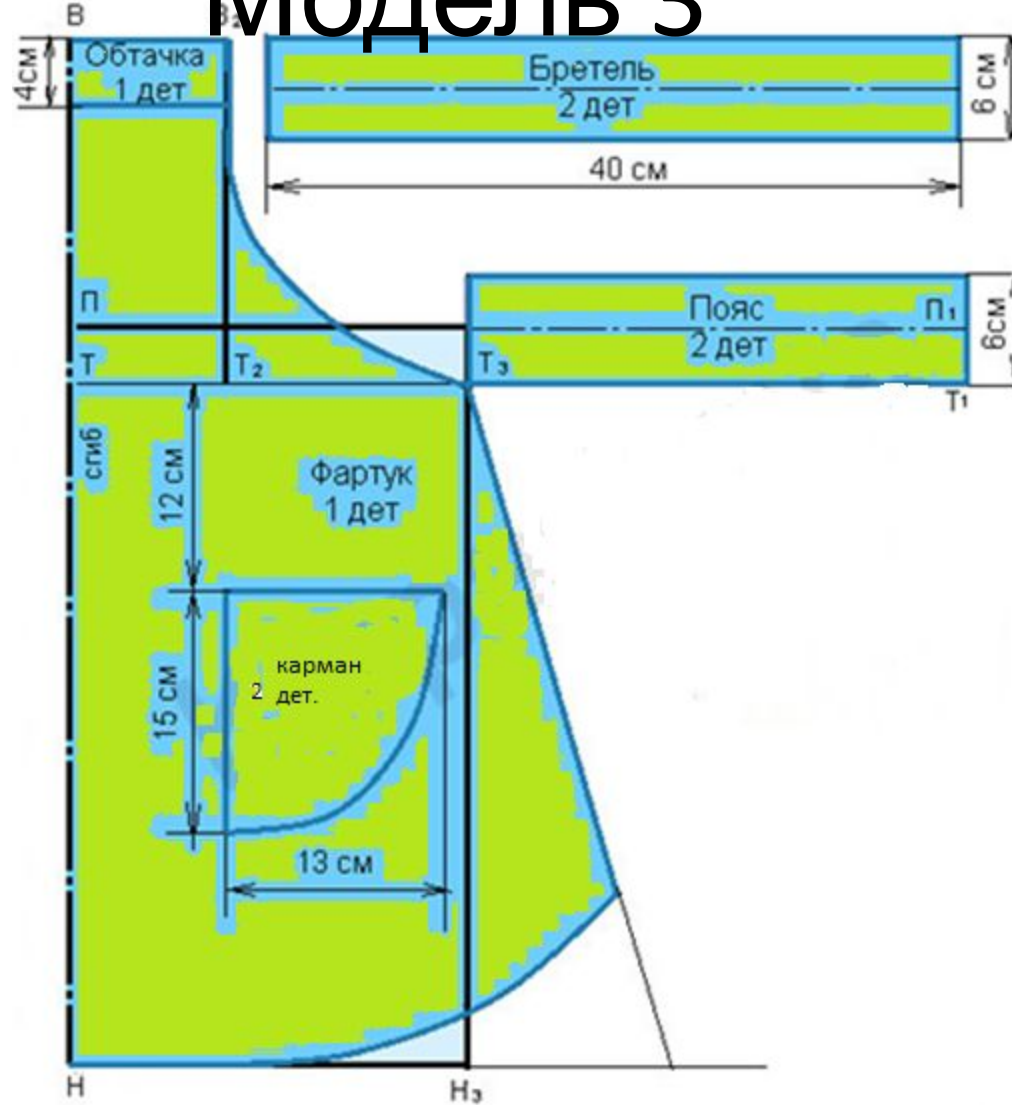 Модель 3
В
В₂
4см
Обтачка
1 дет
Бретель
2 дет
6 см
40 см
П
Пояс
2 дет
П₁
6см
Т
Т₂
Т₃
Т₁
сгиб
12 см
Фартук
1 дет
15 см
карман
2 дет.
13 см
Н
Н₃